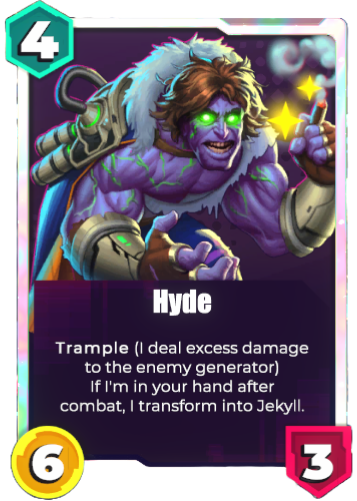 4
Hyde
Trample (I deal excess damage
to the enemy generator)
If I'm in your hand after
combat, I transform into Jekyll.
6
3